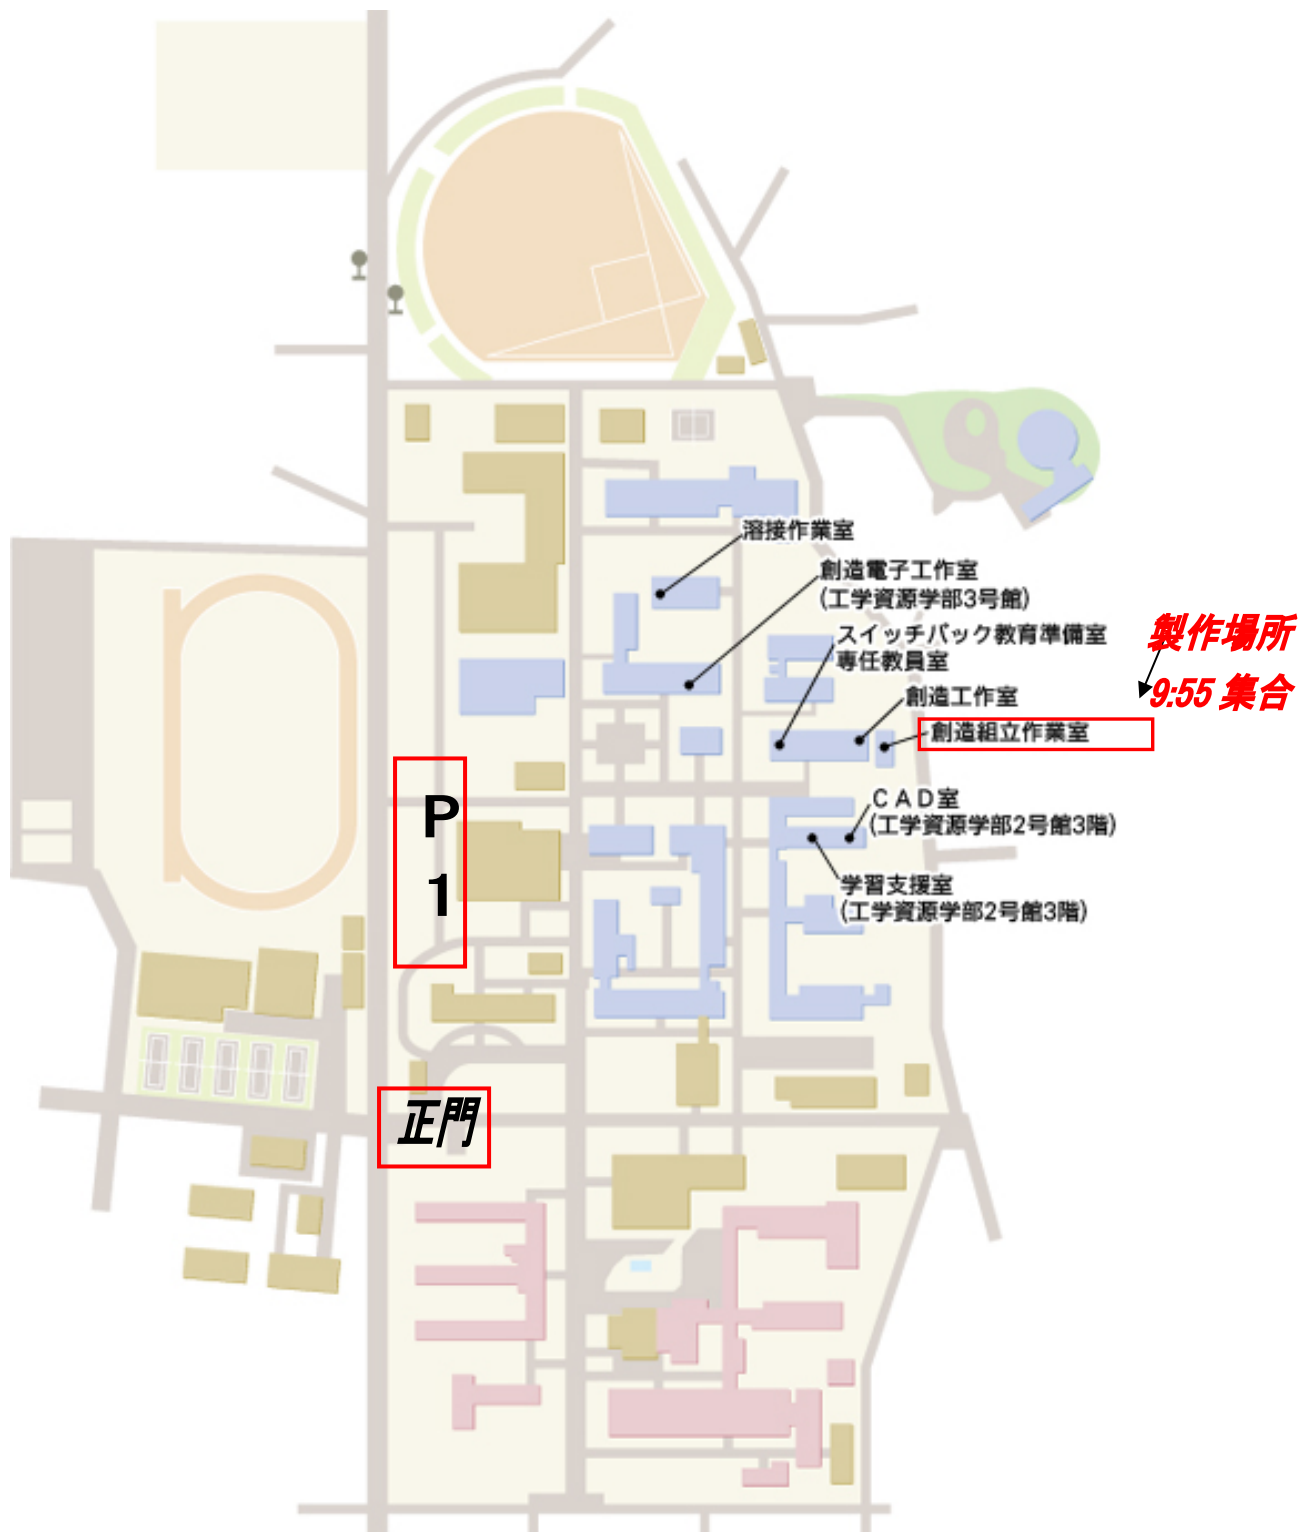 溶接作業室
創造電子工作室
(工学資源学部3号館)
製作場所
スイッチバック教育準備室
専任教員室
9:55 集合
創造工作室
創造組立作業室
P
1
CAD室
(工学資源学部2号館3階)
学習支援室
(工学資源学部2号館3階)
正門